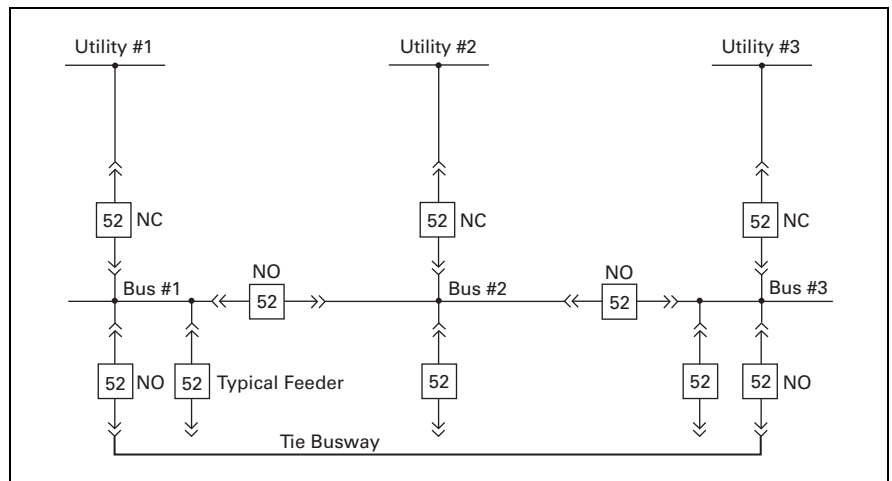 Utility #1 Utility #2 Utility #3
52 NC 52 NC 52 NC
NO NO
Bus #1 52 Bus #2 52 Bus #3
52 NO 52 Typical Feeder 52 52 52 NO
Tie Busway